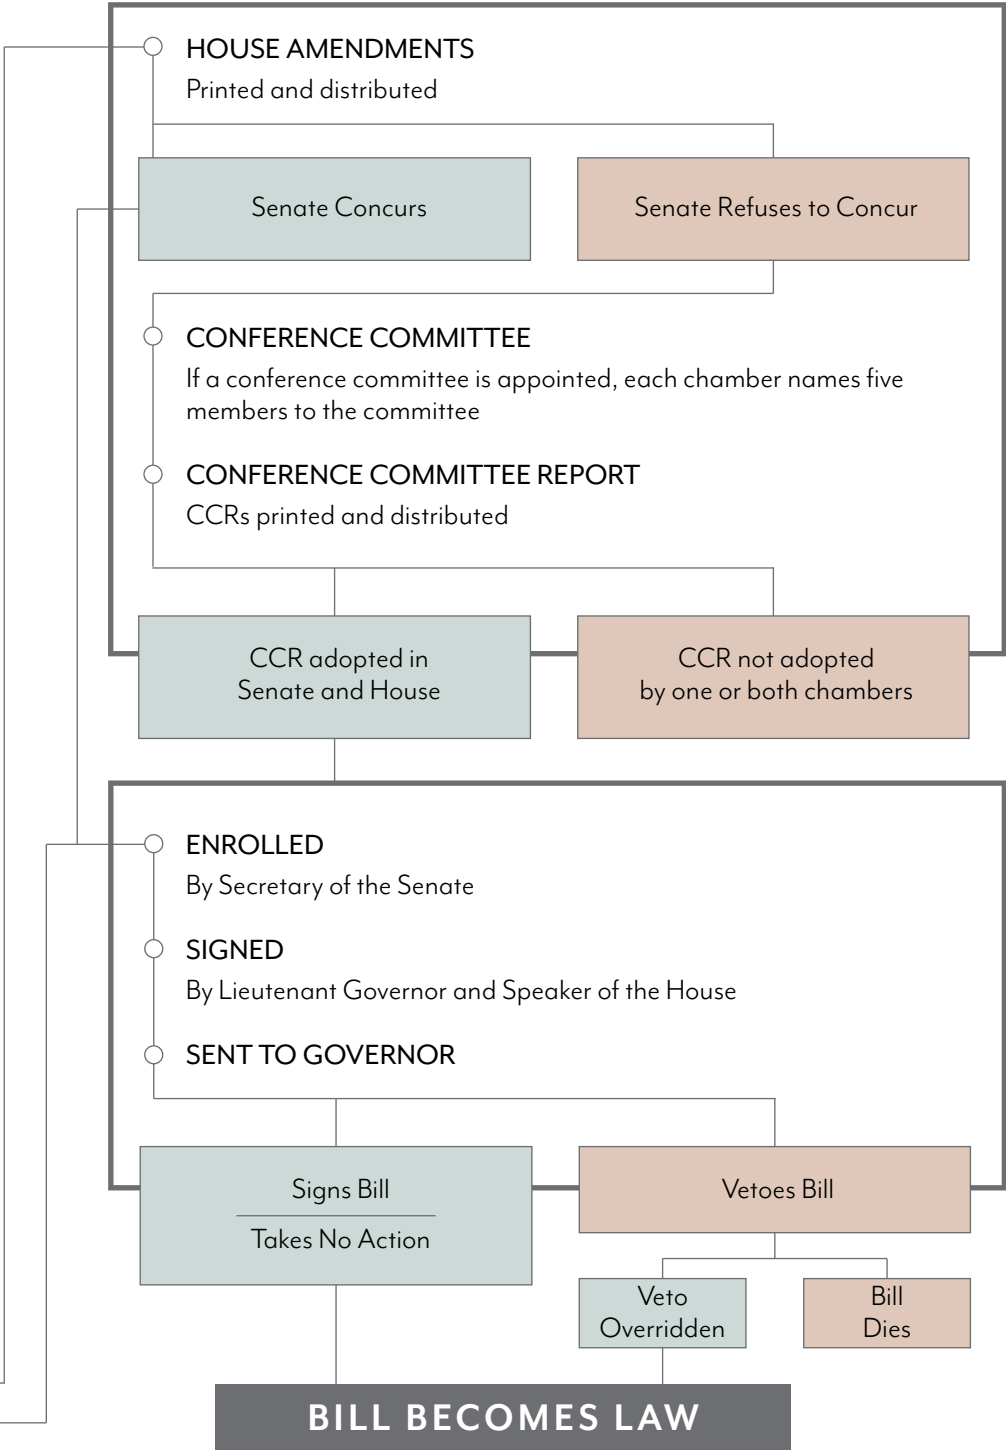 HOUSE AMENDMENTS
Printed and distributed
Senate Concurs
Senate Refuses to Concur
CONFERENCE COMMITTEE
If a conference committee is appointed, each chamber names five
members to the committee
CONFERENCE COMMITTEE REPORT
CCRs printed and distributed
CCR adopted in
Senate and House
CCR not adopted
by one or both chambers
ENROLLED
By Secretary of the Senate
SIGNED
By Lieutenant Governor and Speaker of the House
SENT TO GOVERNOR
Signs Bill
Takes No Action
Vetoes Bill
Veto
Overridden
Bill
Dies
BILL BECOMES LAW